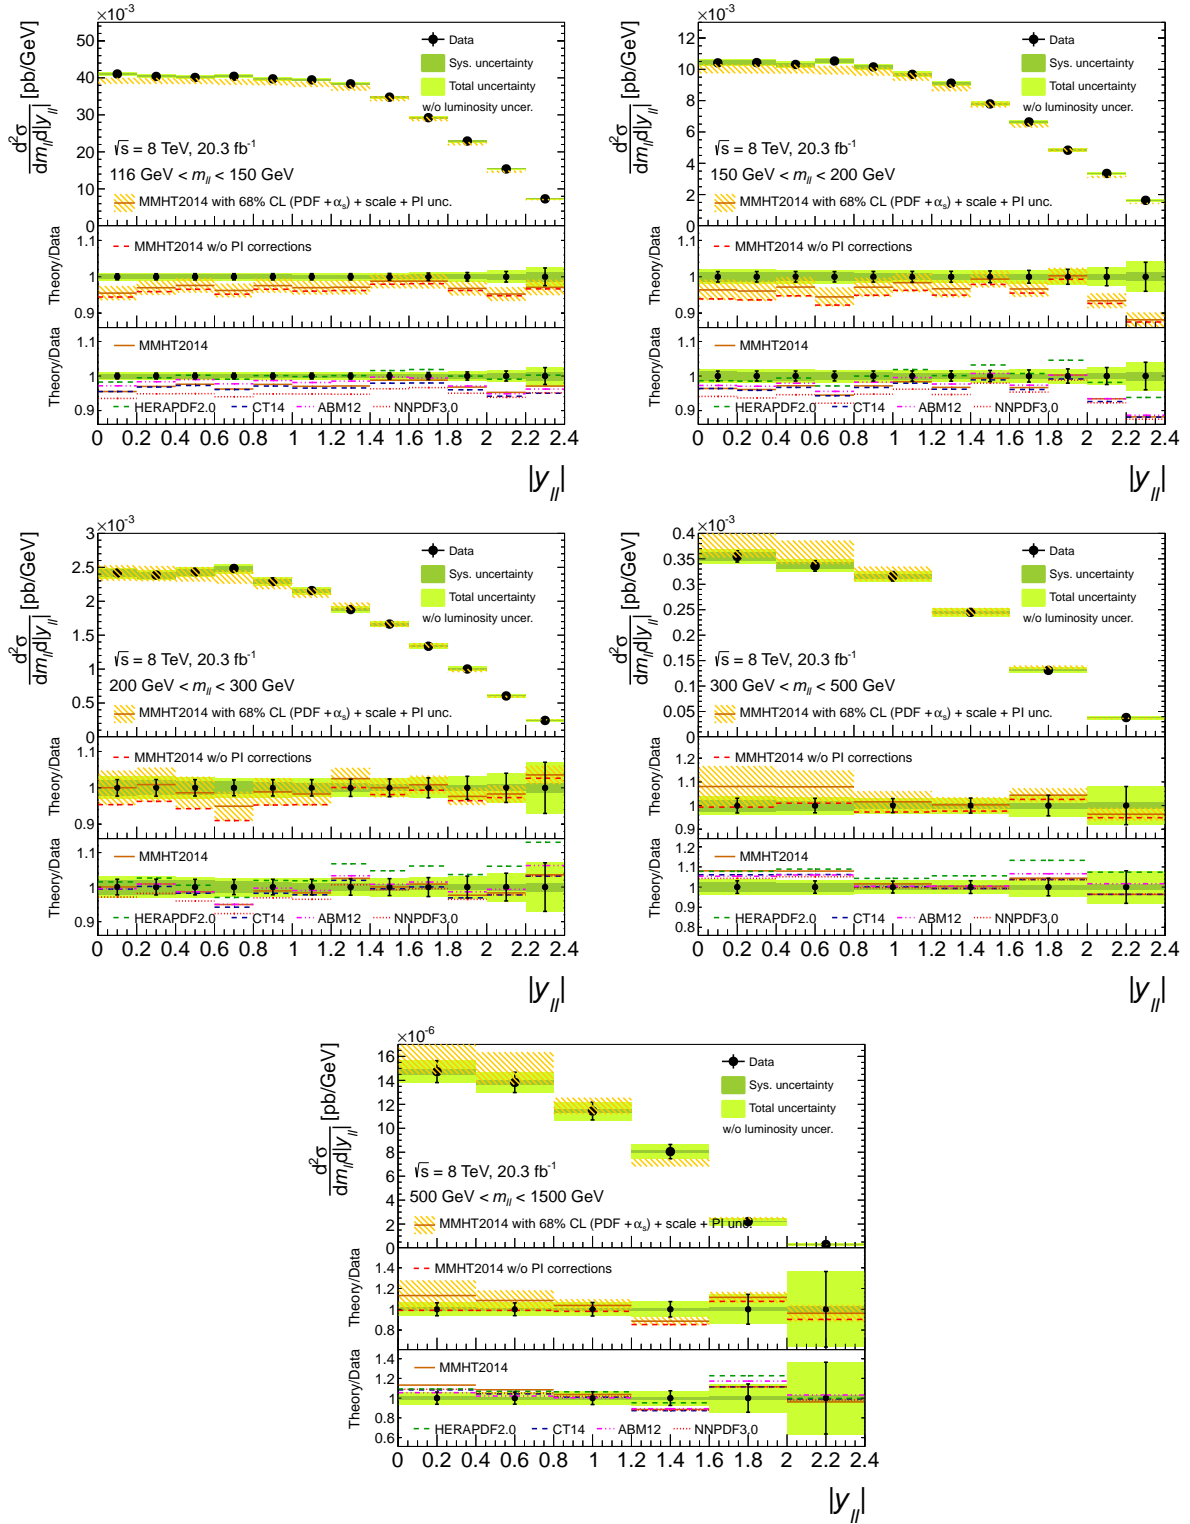 ×10⁻³
d²σ/dm_ll d|y_ll| [pb/GeV]
50
40
30
20
10
0
Data
Sys. uncertainty
Total uncertainty
w/o luminosity uncer.
√s = 8 TeV, 20.3 fb⁻¹
116 GeV < m_ll < 150 GeV
MMHT2014 with 68% CL (PDF + α_s) + scale + PI unc.
Theory/Data
1.1
1
0.9
MMHT2014 w/o PI corrections
Theory/Data
1.1
1
0.9
MMHT2014
HERAPDF2.0 CT14 ABM12 NNPDF3.0
0 0.2 0.4 0.6 0.8 1 1.2 1.4 1.6 1.8 2 2.2 2.4
|y_ll|
×10⁻³
d²σ/dm_ll d|y_ll| [pb/GeV]
12
10
8
6
4
2
0
Data
Sys. uncertainty
Total uncertainty
w/o luminosity uncer.
√s = 8 TeV, 20.3 fb⁻¹
150 GeV < m_ll < 200 GeV
MMHT2014 with 68% CL (PDF + α_s) + scale + PI unc.
Theory/Data
1.1
1
0.9
MMHT2014 w/o PI corrections
Theory/Data
1.1
1
0.9
MMHT2014
HERAPDF2.0 CT14 ABM12 NNPDF3.0
0 0.2 0.4 0.6 0.8 1 1.2 1.4 1.6 1.8 2 2.2 2.4
|y_ll|
×10⁻³
d²σ/dm_ll d|y_ll| [pb/GeV]
3
2.5
2
1.5
1
0.5
0
Data
Sys. uncertainty
Total uncertainty
w/o luminosity uncer.
√s = 8 TeV, 20.3 fb⁻¹
200 GeV < m_ll < 300 GeV
MMHT2014 with 68% CL (PDF + α_s) + scale + PI unc.
Theory/Data
1.1
1
0.9
MMHT2014 w/o PI corrections
Theory/Data
1.1
1
0.9
MMHT2014
HERAPDF2.0 CT14 ABM12 NNPDF3.0
0 0.2 0.4 0.6 0.8 1 1.2 1.4 1.6 1.8 2 2.2 2.4
|y_ll|
×10⁻³
d²σ/dm_ll d|y_ll| [pb/GeV]
0.4
0.35
0.3
0.25
0.2
0.15
0.1
0.05
0
Data
Sys. uncertainty
Total uncertainty
w/o luminosity uncer.
√s = 8 TeV, 20.3 fb⁻¹
300 GeV < m_ll < 500 GeV
MMHT2014 with 68% CL (PDF + α_s) + scale + PI unc.
Theory/Data
1.2
1.1
1
0.9
MMHT2014 w/o PI corrections
Theory/Data
1.2
1.1
1
0.9
0.8
MMHT2014
HERAPDF2.0 CT14 ABM12 NNPDF3.0
0 0.2 0.4 0.6 0.8 1 1.2 1.4 1.6 1.8 2 2.2 2.4
|y_ll|
×10⁻⁶
d²σ/dm_ll d|y_ll| [pb/GeV]
16
14
12
10
8
6
4
2
0
Data
Sys. uncertainty
Total uncertainty
w/o luminosity uncer.
√s = 8 TeV, 20.3 fb⁻¹
500 GeV < m_ll < 1500 GeV
MMHT2014 with 68% CL (PDF + α_s) + scale + PI unc.
Theory/Data
1.4
1.2
1
0.8
MMHT2014 w/o PI corrections
Theory/Data
1.4
1.2
1
0.8
0.6
MMHT2014
HERAPDF2.0 CT14 ABM12 NNPDF3.0
0 0.2 0.4 0.6 0.8 1 1.2 1.4 1.6 1.8 2 2.2 2.4
|y_ll|